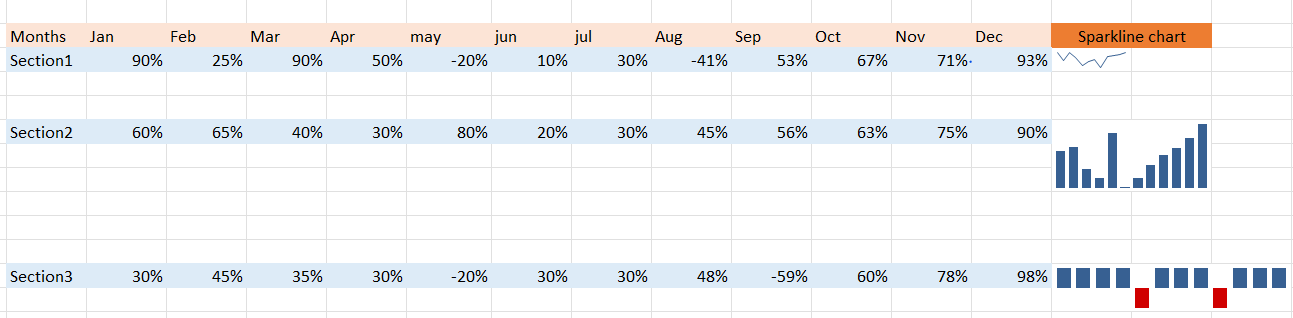 Months Jan Feb Mar Apr may jun jul Aug Sep Oct Nov Dec Sparkline chart
Section1 90% 25% 90% 50% -20% 10% 30% -41% 53% 67% 71% 93%
Section2 60% 65% 40% 30% 80% 20% 30% 45% 56% 63% 75% 90%
Section3 30% 45% 35% 30% -20% 30% 30% 48% -59% 60% 78% 98%